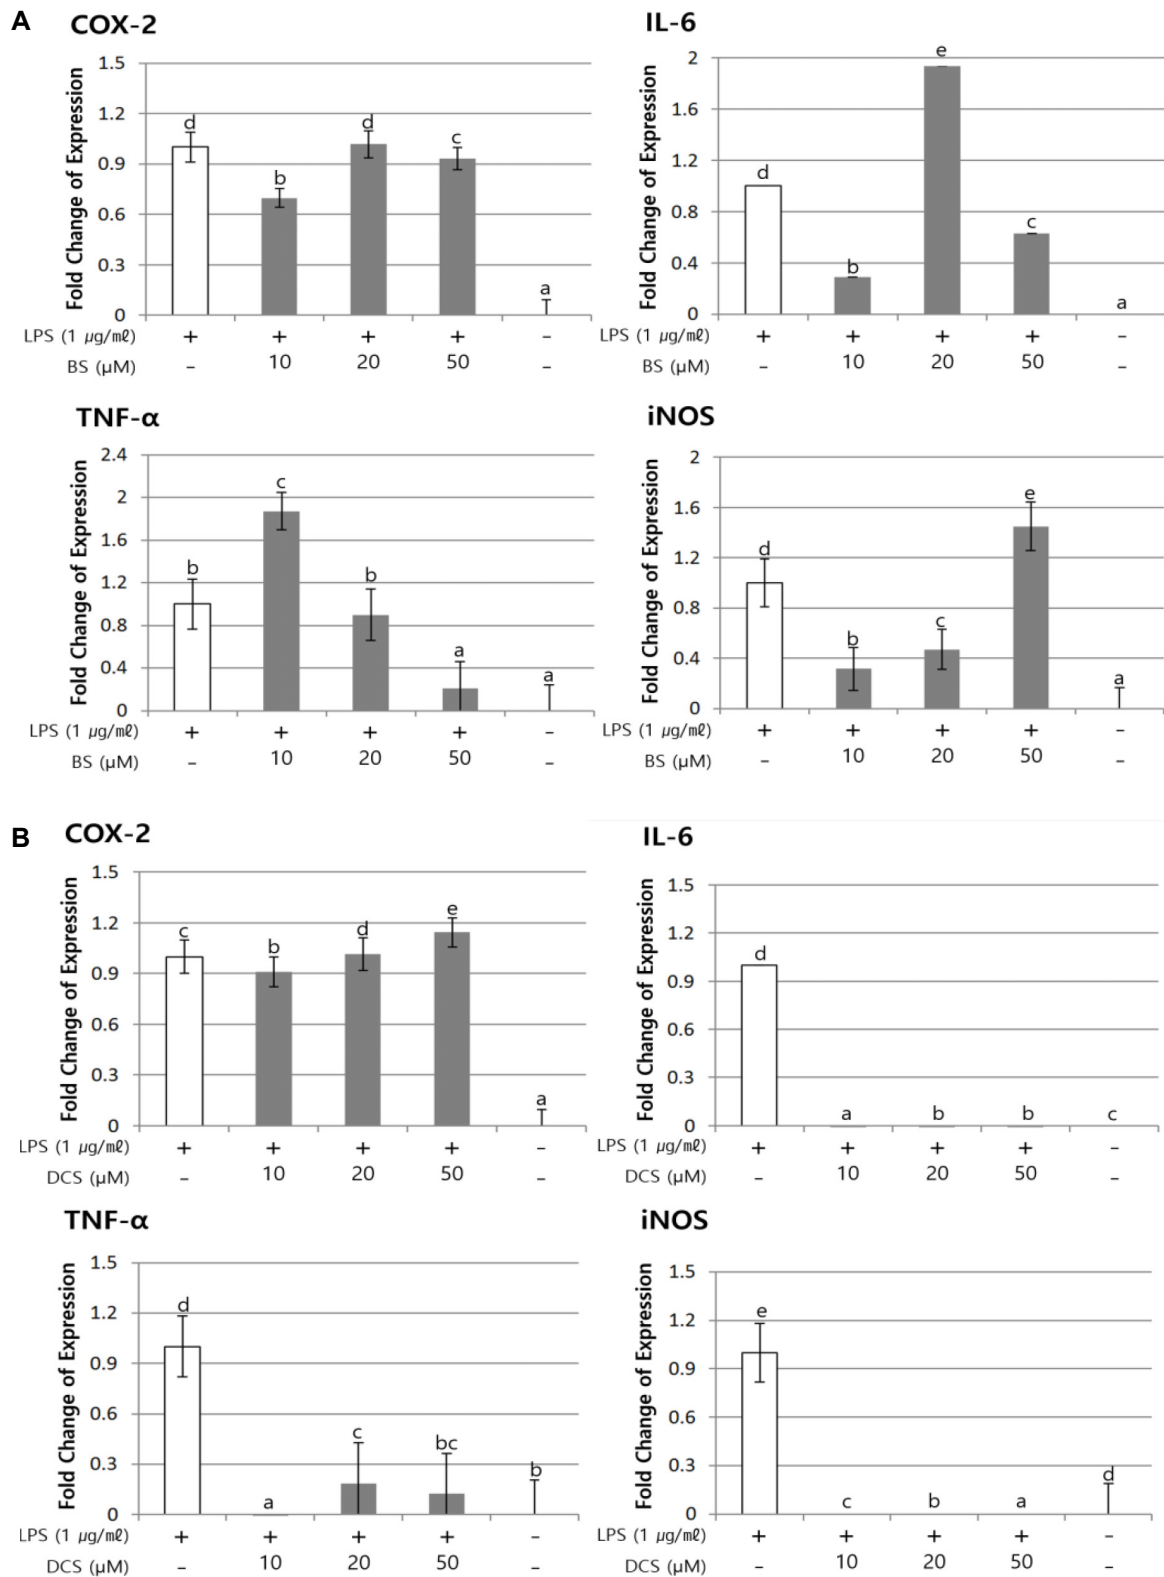 A
COX-2
Fold Change of Expression
1.5
1.2
0.9
0.6
0.3
0
d
b
d
c
a
LPS (1 μg/mℓ) + + + + –
BS (μM) – 10 20 50 –
IL-6
Fold Change of Expression
2
1.6
1.2
0.8
0.4
0
d
b
e
c
a
LPS (1 μg/mℓ) + + + + –
BS (μM) – 10 20 50 –
TNF-α
Fold Change of Expression
2.4
2
1.6
1.2
0.8
0.4
0
b
c
b
a
a
LPS (1 μg/mℓ) + + + + –
BS (μM) – 10 20 50 –
iNOS
Fold Change of Expression
2
1.6
1.2
0.8
0.4
0
d
b
c
e
a
LPS (1 μg/mℓ) + + + + –
BS (μM) – 10 20 50 –
B
COX-2
Fold Change of Expression
1.5
1.2
0.9
0.6
0.3
0
c
b
d
e
a
LPS (1 μg/mℓ) + + + + –
DCS (μM) – 10 20 50 –
IL-6
Fold Change of Expression
1.5
1.2
0.9
0.6
0.3
0
d
a
b
b
c
LPS (1 μg/mℓ) + + + + –
DCS (μM) – 10 20 50 –
TNF-α
Fold Change of Expression
1.5
1.2
0.9
0.6
0.3
0
d
a
c
bc
b
LPS (1 μg/mℓ) + + + + –
DCS (μM) – 10 20 50 –
iNOS
Fold Change of Expression
1.5
1.2
0.9
0.6
0.3
0
e
c
b
a
d
LPS (1 μg/mℓ) + + + + –
DCS (μM) – 10 20 50 –